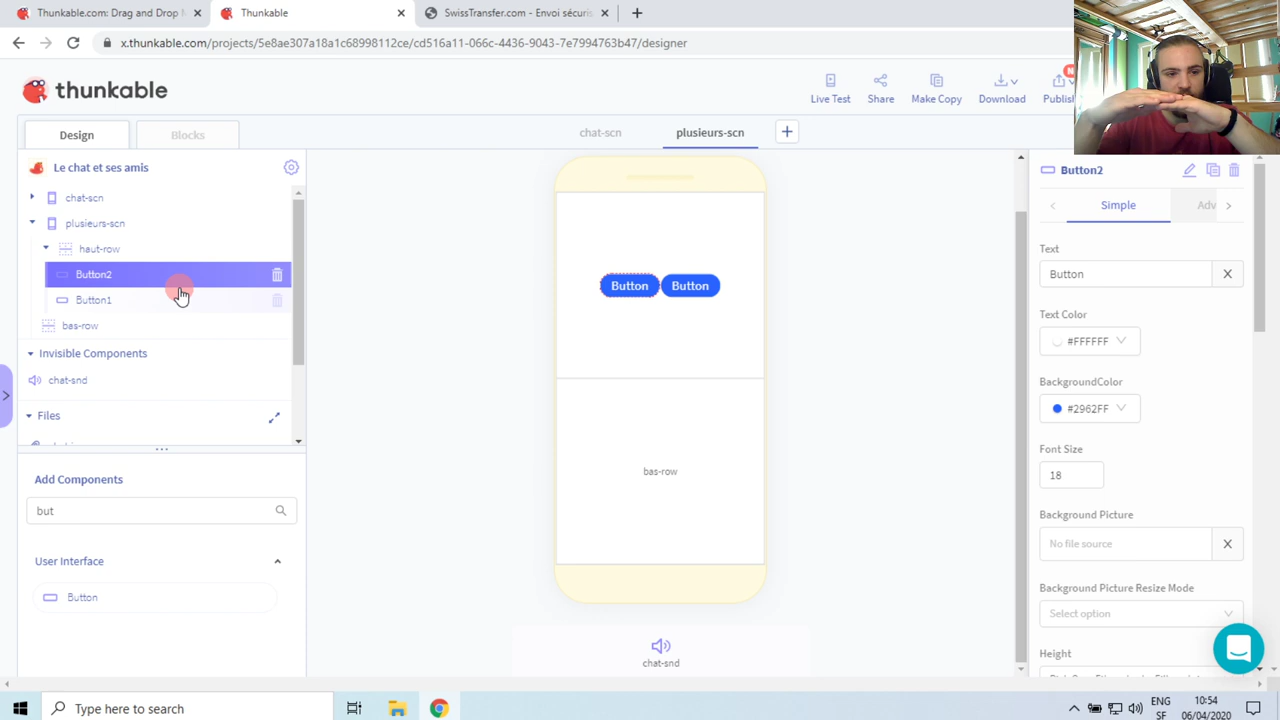 Thunkable.com: Drag and Drop M
Thunkable
SwissTransfer.com - Envoi sécuris
x.thunkable.com/projects/5e8ae307a18a1c68998112ce/cd516a11-066c-4436-9043-7e7994763b47/designer
thunkable
Live Test
Share
Make Copy
Download
Publish
N
Design
Blocks
chat-scn
plusieurs-scn
Le chat et ses amis
chat-scn
plusieurs-scn
haut-row
Button2
Button1
bas-row
Invisible Components
chat-snd
Files
Add Components
but
User Interface
Button
Button
Button
bas-row
chat-snd
Button2
Simple
Adv
Text
Button
Text Color
#FFFFFF
BackgroundColor
#2962FF
Font Size
18
Background Picture
No file source
Background Picture Resize Mode
Select option
Height
Type here to search
ENG
SF
10:54
06/04/2020